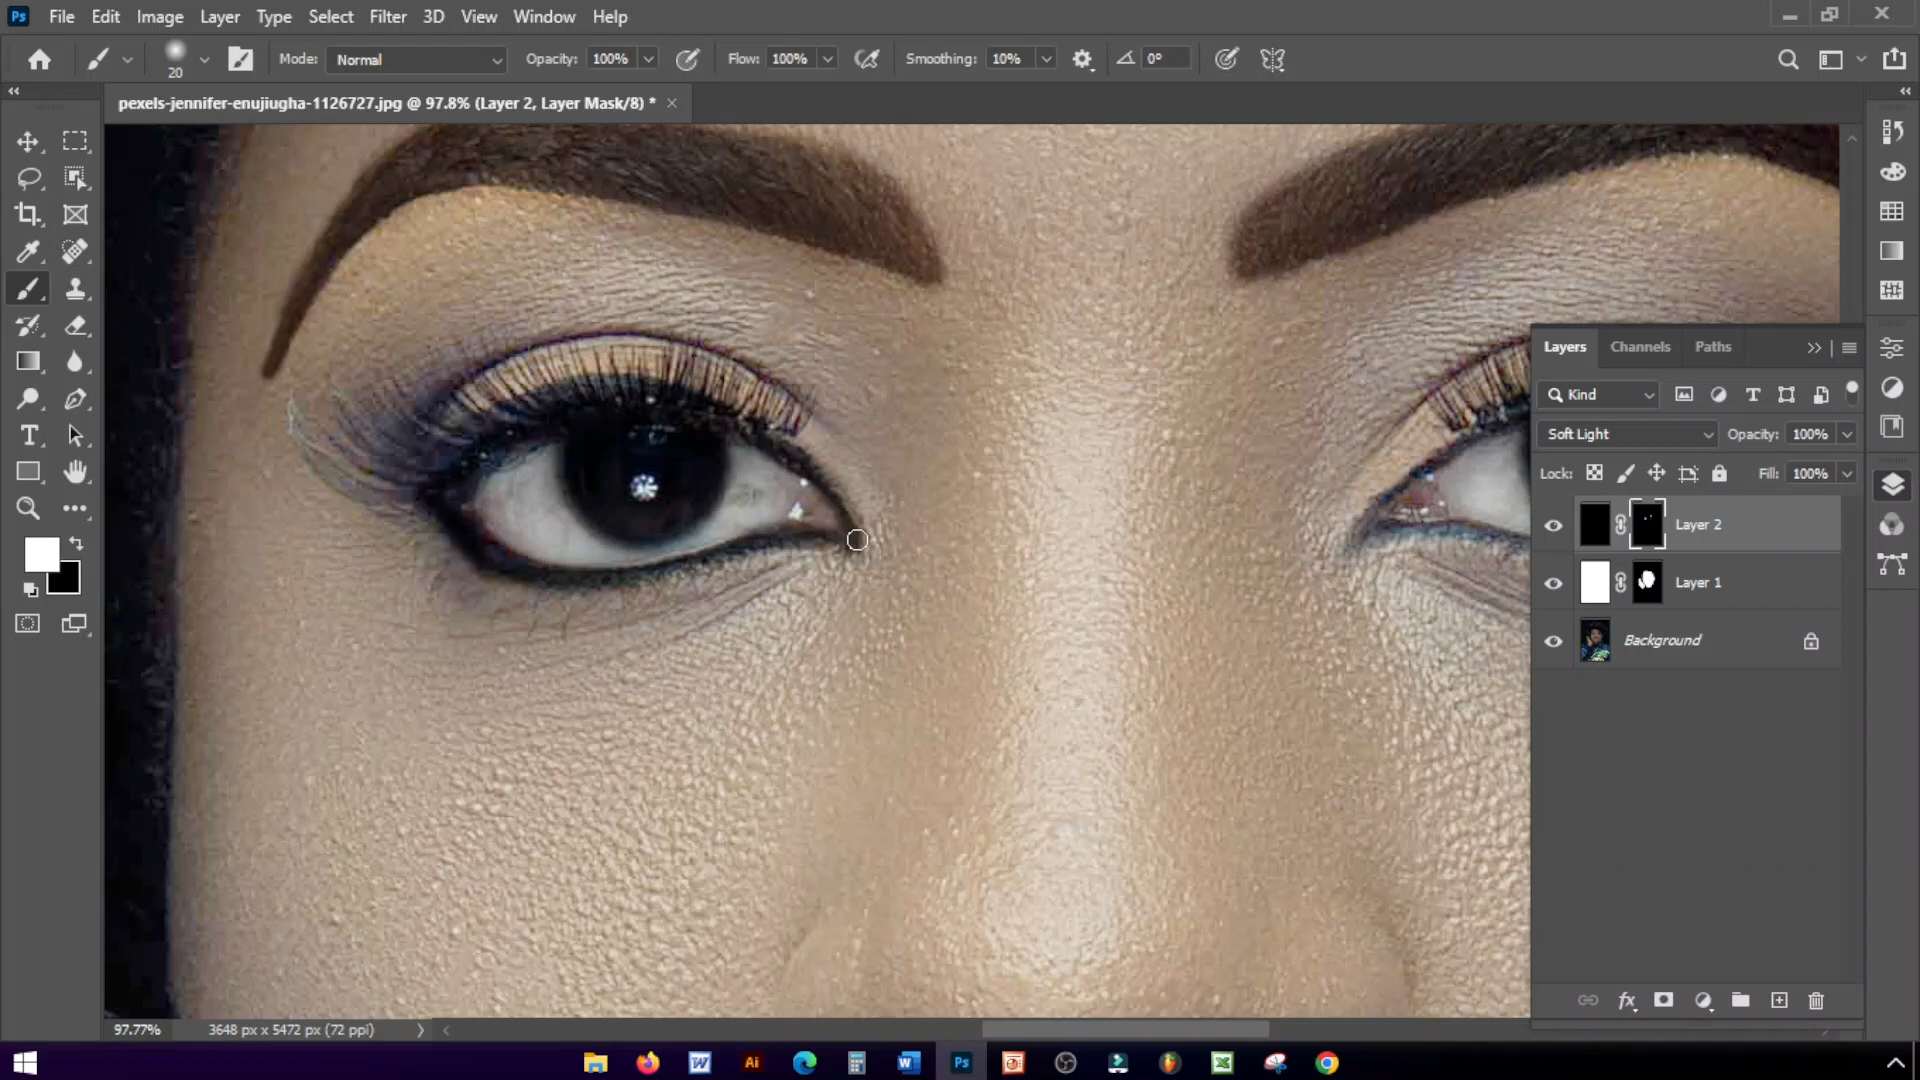 Ps File Edit Image Layer Type Select Filter 3D View Window Help
20 Mode: Normal Opacity: 100% Flow: 100% Smoothing: 10% 0°
pexels-jennifer-enujiugha-1126727.jpg @ 97.8% (Layer 2, Layer Mask/8) *
Layers Channels Paths
Kind
Soft Light Opacity: 100%
Lock: Fill: 100%
Layer 2
Layer 1
Background
97.77% 3648 px x 5472 px (72 ppi)
W Ai W Ps